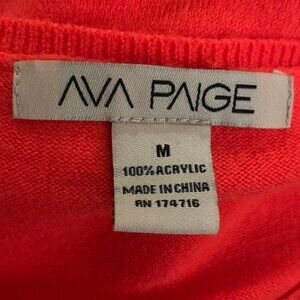 AVA PAIGE
M
100% ACRYLIC
MADE IN CHINA
RN 174716